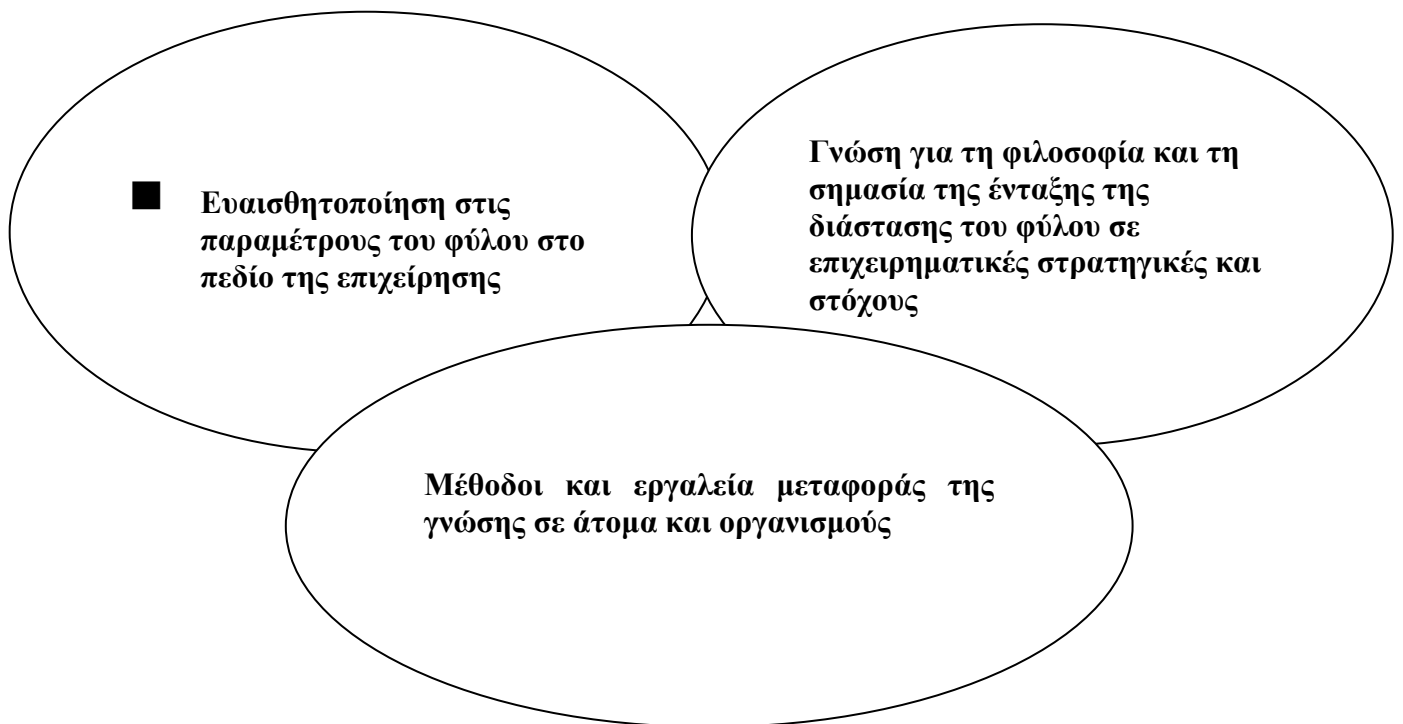 ■ Ευαισθητοποίηση στις
παραμέτρους του φύλου στο
πεδίο της επιχείρησης
Γνώση για τη φιλοσοφία και τη
σημασία της ένταξης της
διάστασης του φύλου σε
επιχειρηματικές στρατηγικές και
στόχους
Μέθοδοι και εργαλεία μεταφοράς της
γνώσης σε άτομα και οργανισμούς